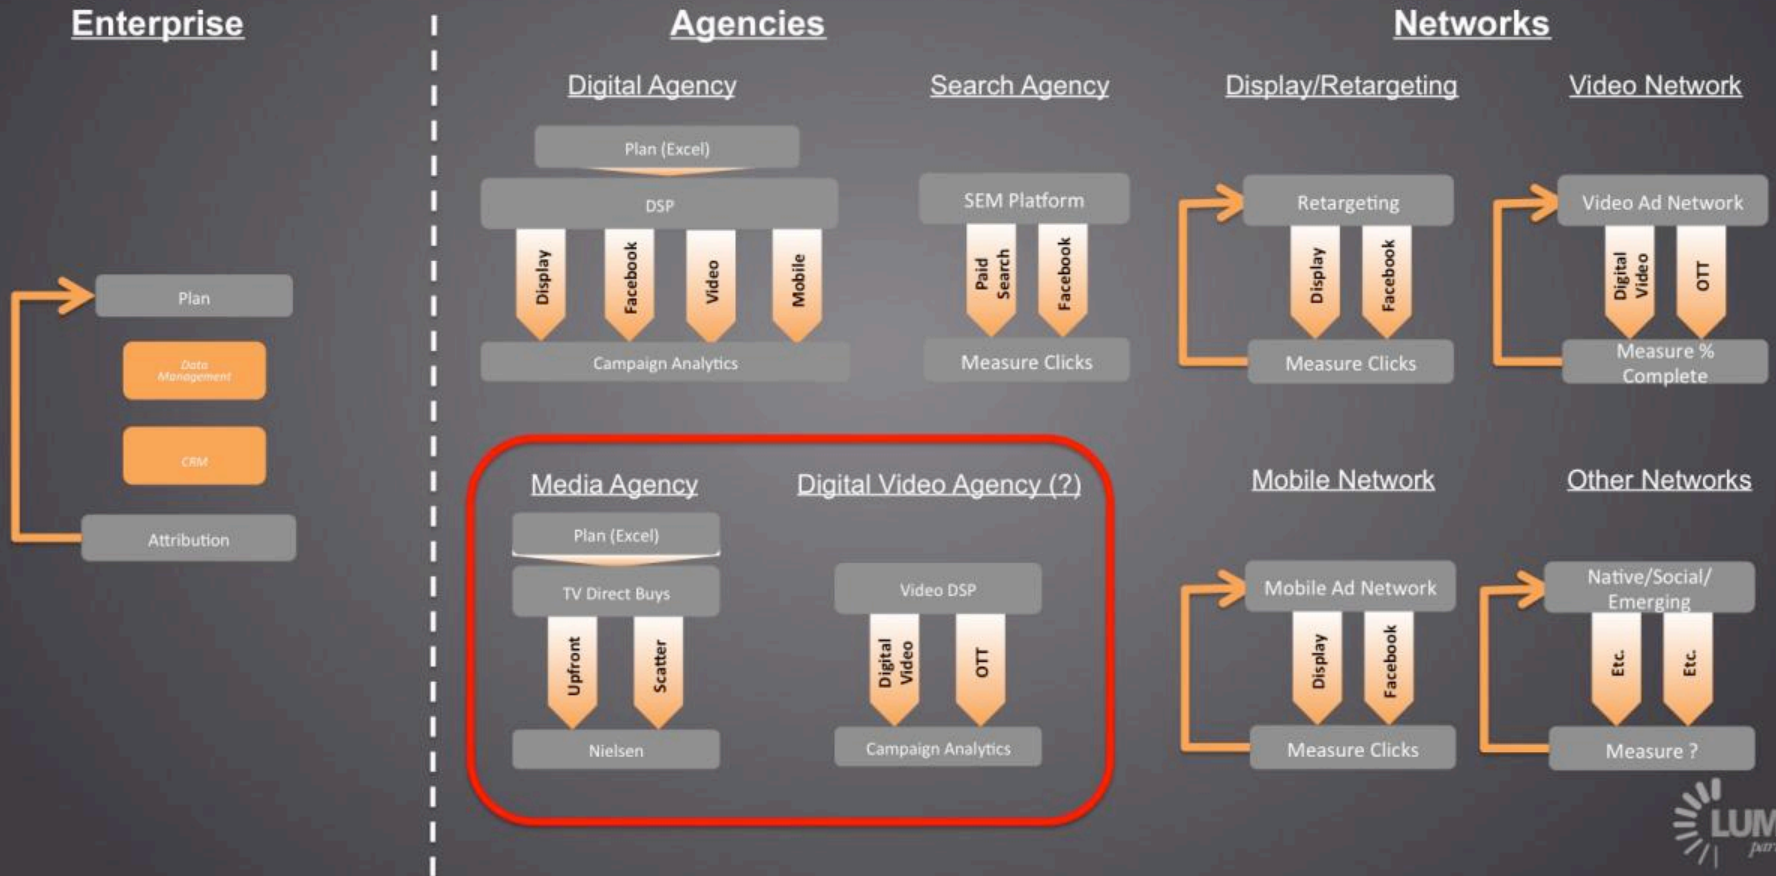 Enterprise
Agencies
Networks
Digital Agency
Search Agency
Display/Retargeting
Video Network
Plan (Excel)
DSP
Display
Facebook
Video
Mobile
Campaign Analytics
SEM Platform
Paid
Search
Facebook
Measure Clicks
Retargeting
Display
Facebook
Measure Clicks
Video Ad Network
Digital
Video
OTT
Measure %
Complete
Plan
Data
Management
CRM
Attribution
Media Agency
Digital Video Agency (?)
Mobile Network
Other Networks
Plan (Excel)
TV Direct Buys
Upfront
Scatter
Nielsen
Video DSP
Digital
Video
OTT
Campaign Analytics
Mobile Ad Network
Display
Facebook
Measure Clicks
Native/Social/
Emerging
Etc.
Etc.
Measure ?
LUM
par